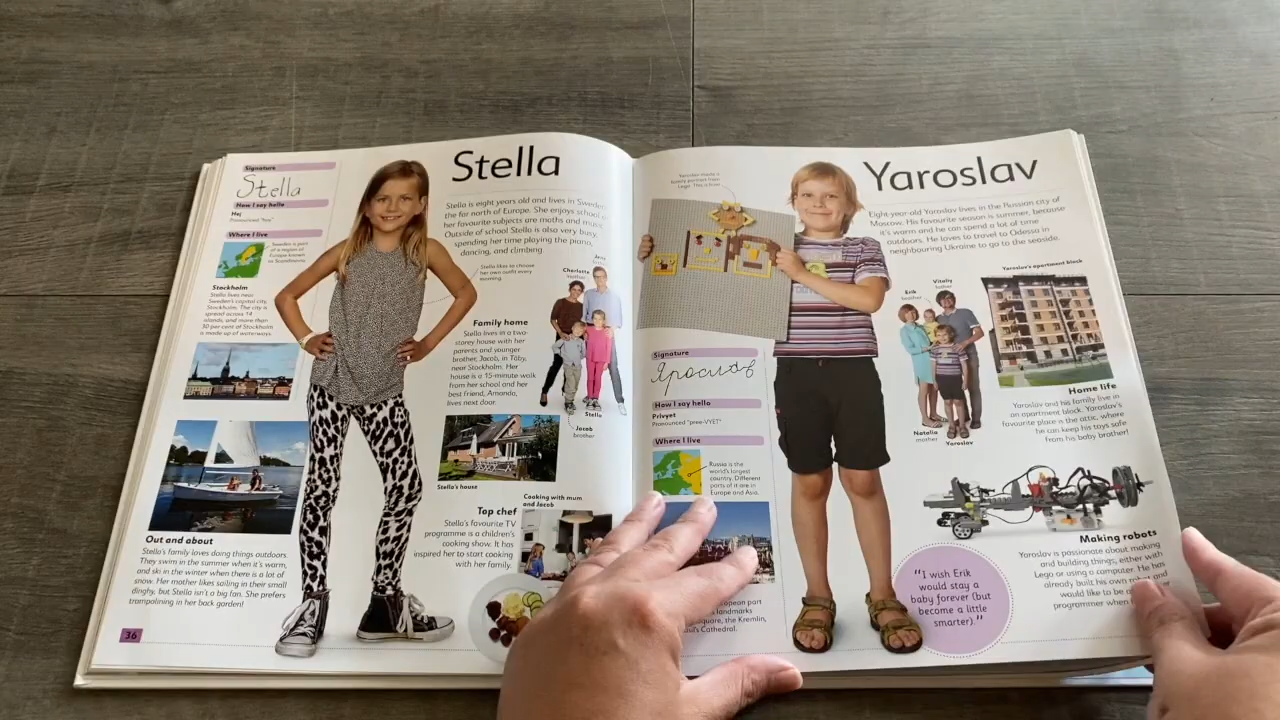 Stella
Signature
Stella
How I say hello
Hej
Pronounced "hey"
Where I live
Sweden is part
of a region of
Europe known
as Scandinavia.
Stockholm
Stella lives near
Sweden's capital city,
Stockholm. The city is
spread across 14
islands, and more than
30 per cent of Stockholm
is made up of waterways.
Out and about
Stella's family loves doing things outdoors.
They swim in the summer when it's warm,
and ski in the winter when there is a lot of
snow. Her mother likes sailing in their small
dinghy, but Stella isn't a big fan. She prefers
trampolining in her back garden!
36
Stella is eight years old and lives in Sweden
the far north of Europe. She enjoys school
her favourite subjects are maths and music
Outside of school Stella is also very busy,
spending her time playing the piano,
dancing, and climbing.
Stella likes to choose
her own outfit every
morning.
Charlotte
mother
Stella
Jacob
brother
Family home
Stella lives in a two-
storey house with her
parents and younger
brother, Jacob, in Täby,
near Stockholm. Her
house is a 15-minute walk
from her school and her
best friend, Amanda,
lives next door.
Stella's house
Cooking with mum
and Jacob
Top chef
Stella's favourite TV
programme is a children's
cooking show. It has
inspired her to start cooking
with her family.
Yaroslav
Signature
Ярослав
How I say hello
Privyet
Pronounced "pree-VYET"
Where I live
Russia is the
world's largest
country. Different
parts of it are in
Europe and Asia.
opean part
landmarks
quare, the Kremlin,
sil's Cathedral.
Eight-year-old Yaroslav lives in the Russian city of
Moscow. His favourite season is summer, because
it's warm and he can spend a lot of time
outdoors. He loves to travel to Odessa in
neighbouring Ukraine to go to the seaside.
Erik
brother
Vitaliy
father
Natalia
mother
Yaroslav
Yaroslav's apartment block
Home life
Yaroslav and his family live in
an apartment block. Yaroslav's
favourite place is the attic, where
he can keep his toys safe
from his baby brother!
Making robots
Yaroslav is passionate about making
and building things, either with
Lego or using a computer. He has
already built his own robot and
would like to be a
programmer when
"I wish Erik
would stay a
baby forever (but
become a little
smarter)."